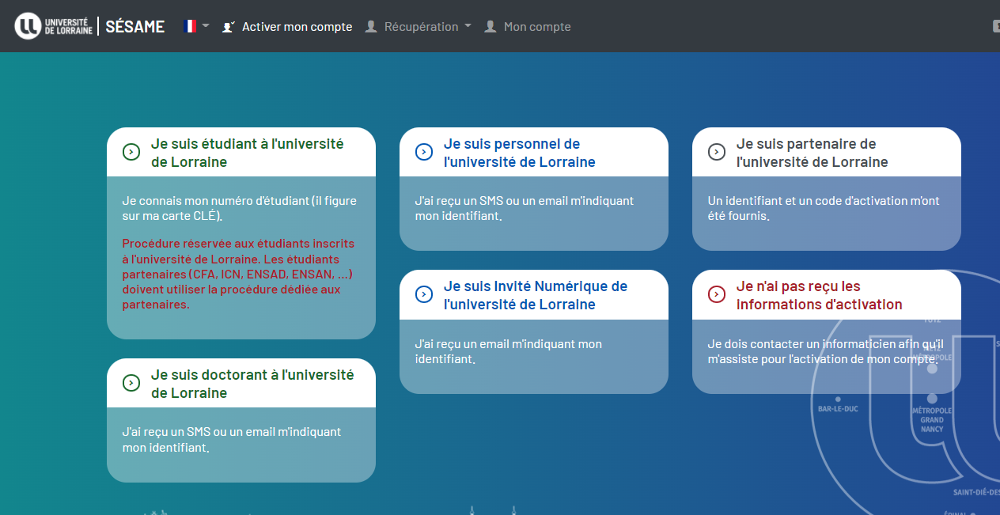 UNIVERSITÉ
DE LORRAINE
SÉSAME
Activer mon compte
Récupération
Mon compte
Je suis étudiant à l'université
de Lorraine
Je connais mon numéro d'étudiant (il figure
sur ma carte CLÉ).
Procédure réservée aux étudiants inscrits
à l'université de Lorraine. Les étudiants
partenaires (CFA, ICN, ENSAD, ENSAN, ...)
doivent utiliser la procédure dédiée aux
partenaires.
Je suis doctorant à l'université
de Lorraine
J'ai reçu un SMS ou un email m'indiquant
mon identifiant.
Je suis personnel de
l'université de Lorraine
J'ai reçu un SMS ou un email m'indiquant
mon identifiant.
Je suis Invité Numérique de
l'université de Lorraine
J'ai reçu un email m'indiquant mon
identifiant.
Je suis partenaire de
l'université de Lorraine
Un identifiant et un code d'activation m'ont
été fournis.
Je n'ai pas reçu les
informations d'activation
Je dois contacter un informaticien afin qu'il
m'assiste pour l'activation de mon compte.
BAR-LE-DUC
MÉTROPOLE
GRAND
NANCY
SAINT-DIÉ-DES